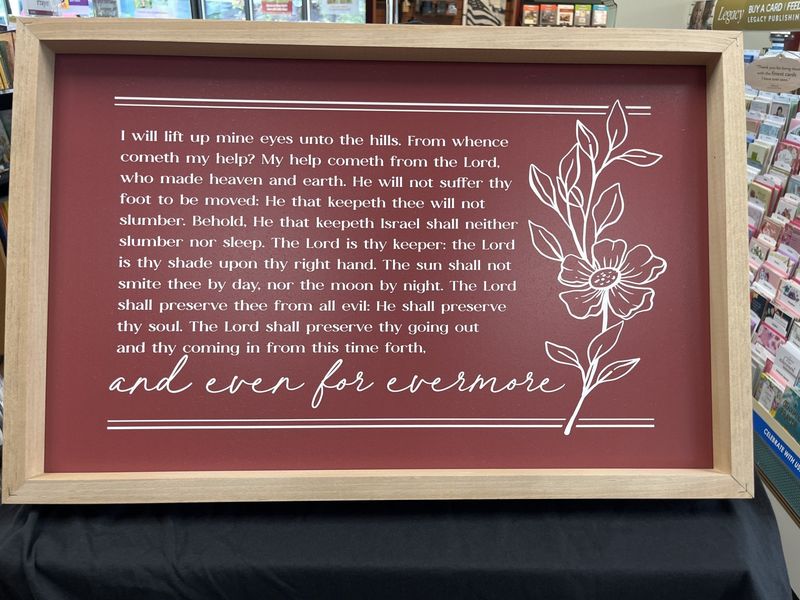 I will lift up mine eyes unto the hills. From whence
cometh my help? My help cometh from the Lord,
who made heaven and earth. He will not suffer thy
foot to be moved: He that keepeth thee will not
slumber. Behold, He that keepeth Israel shall neither
slumber nor sleep. The Lord is thy keeper: the Lord
is thy shade upon thy right hand. The sun shall not
smite thee by day, nor the moon by night. The Lord
shall preserve thee from all evil: He shall preserve
thy soul. The Lord shall preserve thy going out
and thy coming in from this time forth,
and even for evermore
Legacy
BUY A CARD | FEED
LEGACY PUBLISHIN
CELEBRATE WITH US